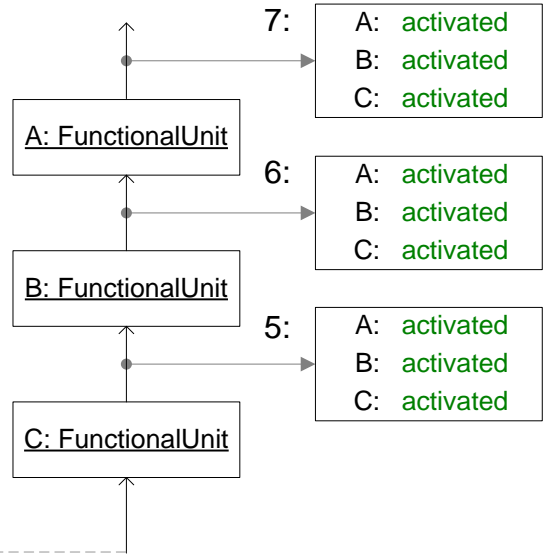 7:
A: activated
B: activated
C: activated
A: FunctionalUnit
6:
A: activated
B: activated
C: activated
B: FunctionalUnit
5:
A: activated
B: activated
C: activated
C: FunctionalUnit